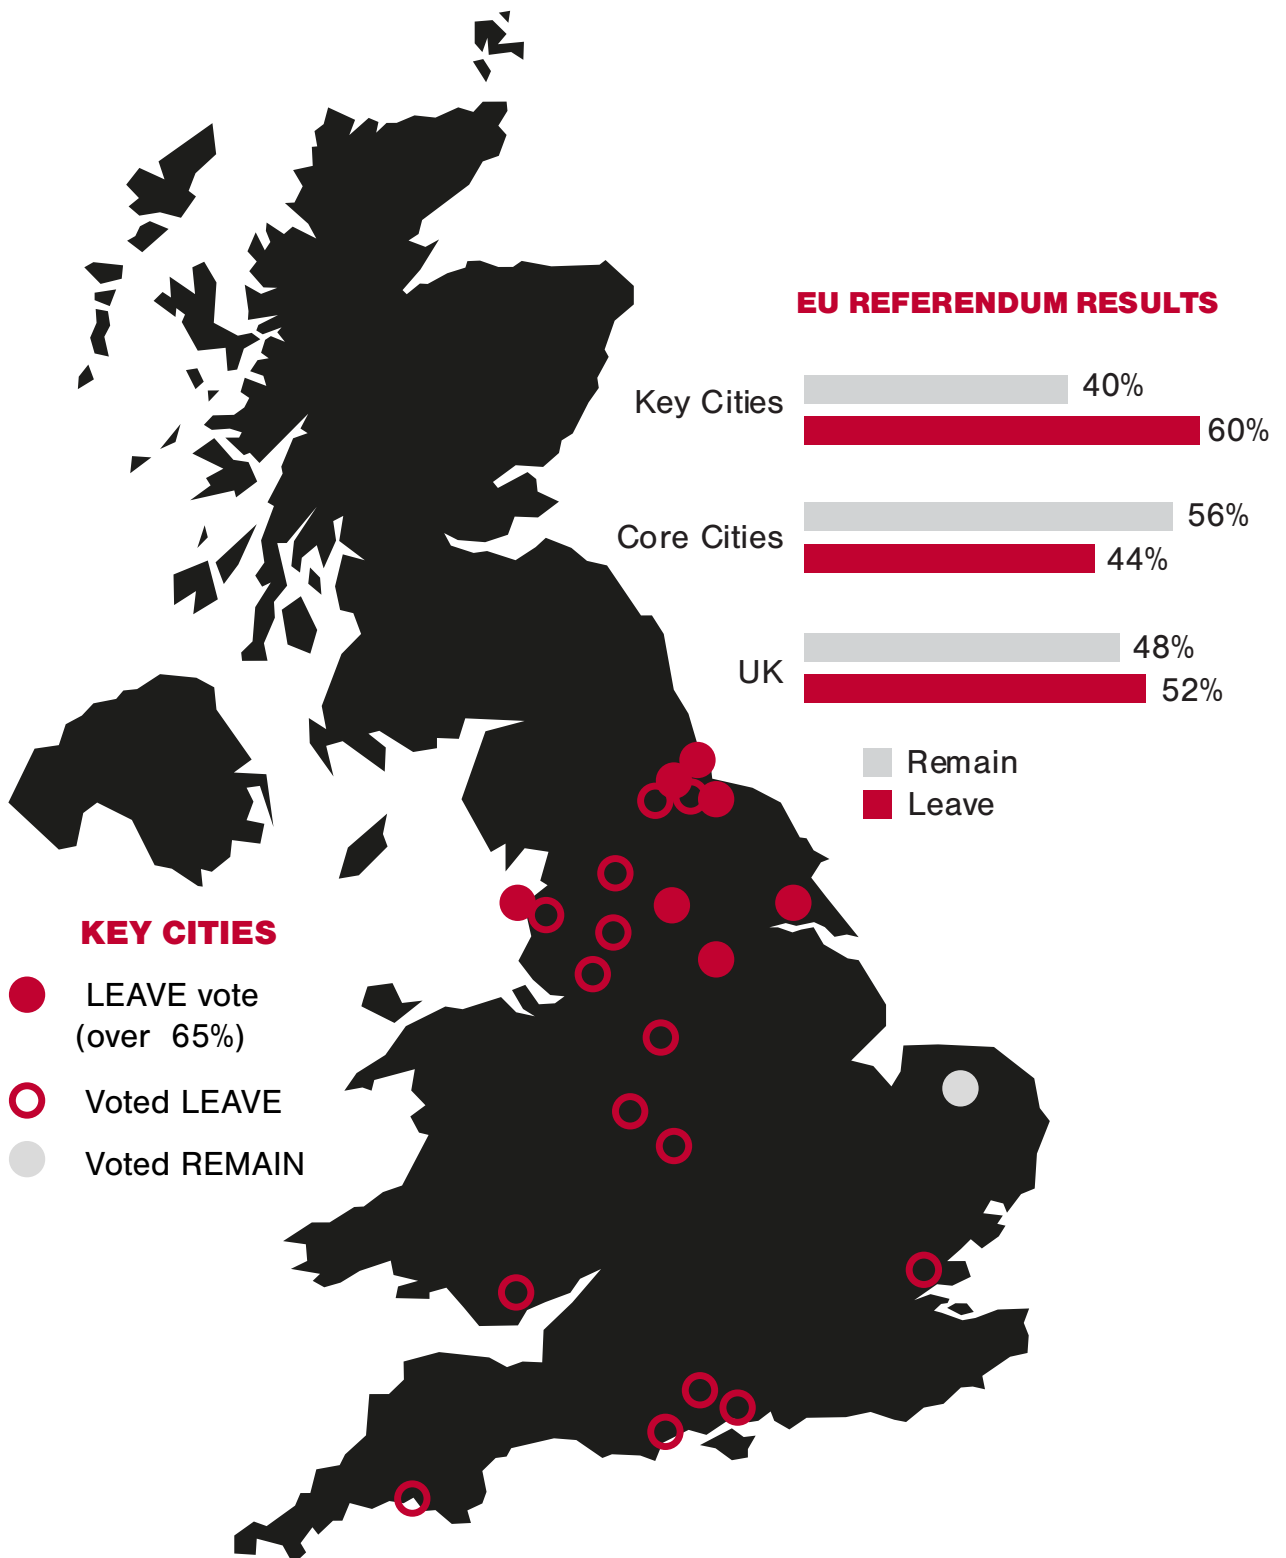 EU REFERENDUM RESULTS
Key Cities
40%
60%
Core Cities
56%
44%
UK
48%
52%
Remain
Leave
KEY CITIES
LEAVE vote
(over 65%)
Voted LEAVE
Voted REMAIN